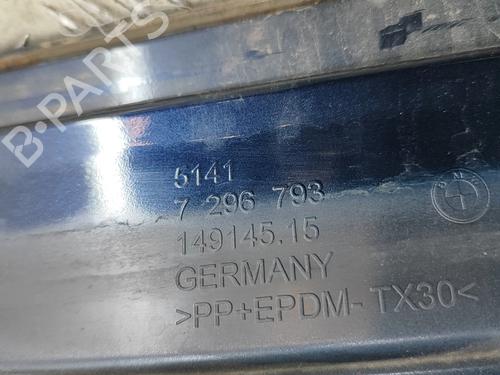 B-PARTS
5141
7 296 793
149145.15
GERMANY
>PP+EPDM-TX30<